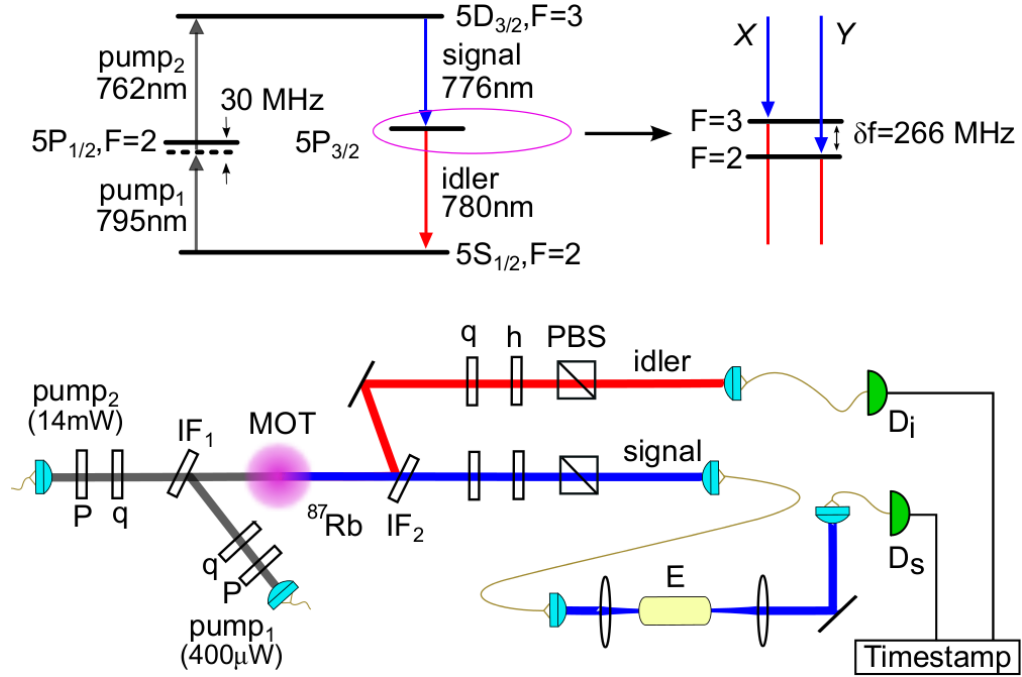 5D3/2,F=3
pump2
762nm
signal
776nm
30 MHz
5P1/2,F=2
5P3/2
pump1
795nm
idler
780nm
5S1/2,F=2
X
Y
F=3
F=2
δf=266 MHz
q
h
PBS
idler
Di
pump2
(14mW)
IF1
MOT
signal
P
q
87Rb
IF2
q
P
pump1
(400μW)
E
Ds
Timestamp